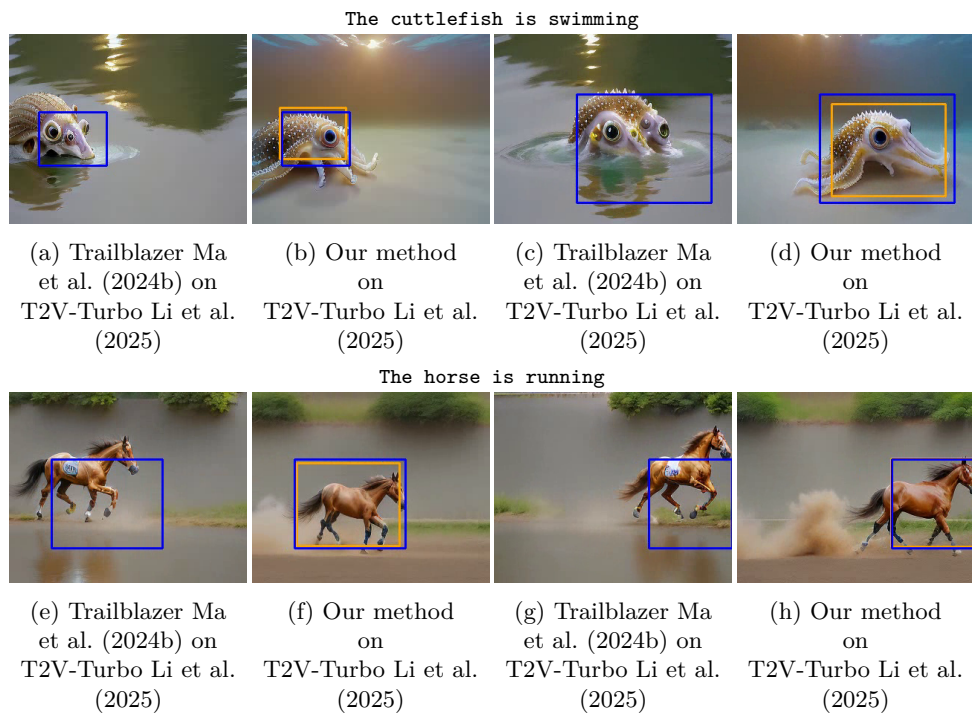 The cuttlefish is swimming
(a) Trailblazer Ma
et al. (2024b) on
T2V-Turbo Li et al.
(2025)
(b) Our method
on
T2V-Turbo Li et al.
(2025)
(c) Trailblazer Ma
et al. (2024b) on
T2V-Turbo Li et al.
(2025)
(d) Our method
on
T2V-Turbo Li et al.
(2025)
The horse is running
(e) Trailblazer Ma
et al. (2024b) on
T2V-Turbo Li et al.
(2025)
(f) Our method
on
T2V-Turbo Li et al.
(2025)
(g) Trailblazer Ma
et al. (2024b) on
T2V-Turbo Li et al.
(2025)
(h) Our method
on
T2V-Turbo Li et al.
(2025)